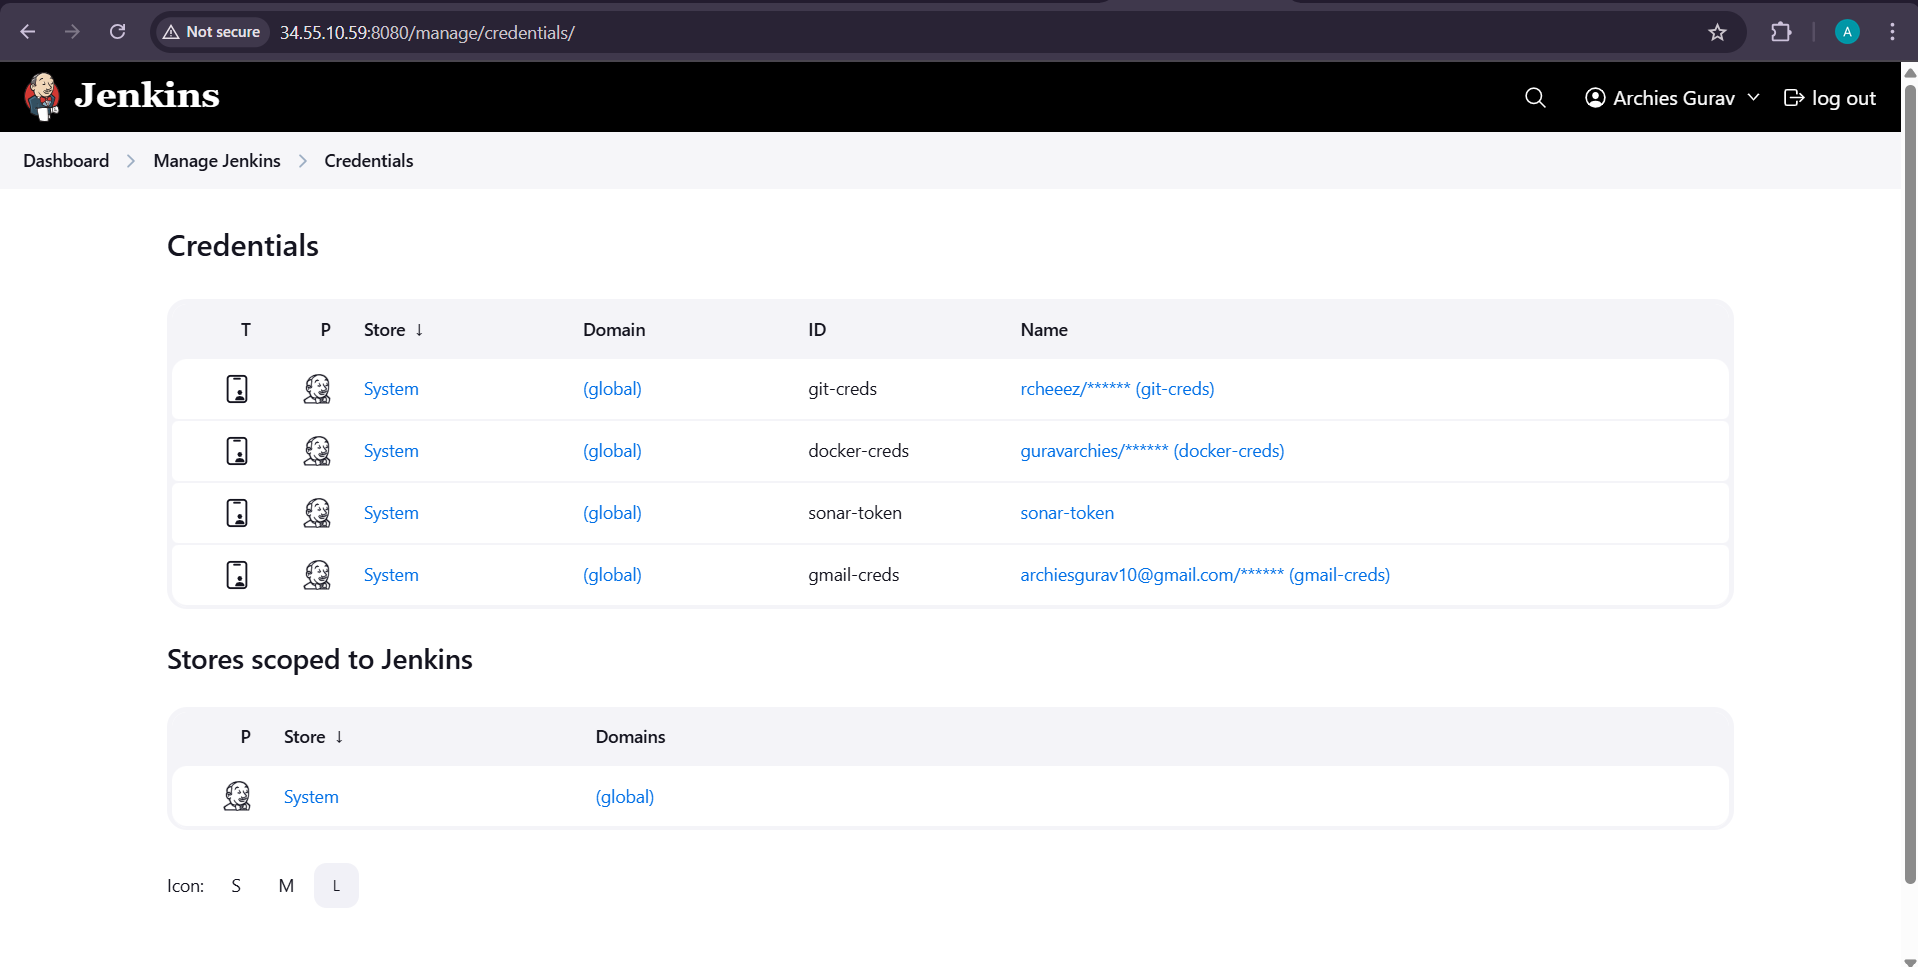 Not secure 34.55.10.59:8080/manage/credentials/ A
Jenkins Archies Gurav log out
Dashboard Manage Jenkins Credentials
Credentials
T P Store ↓ Domain ID Name
System (global) git-creds rcheeez/****** (git-creds)
System (global) docker-creds guravarchies/****** (docker-creds)
System (global) sonar-token sonar-token
System (global) gmail-creds archiesgurav10@gmail.com/****** (gmail-creds)
Stores scoped to Jenkins
P Store ↓ Domains
System (global)
Icon: S M L